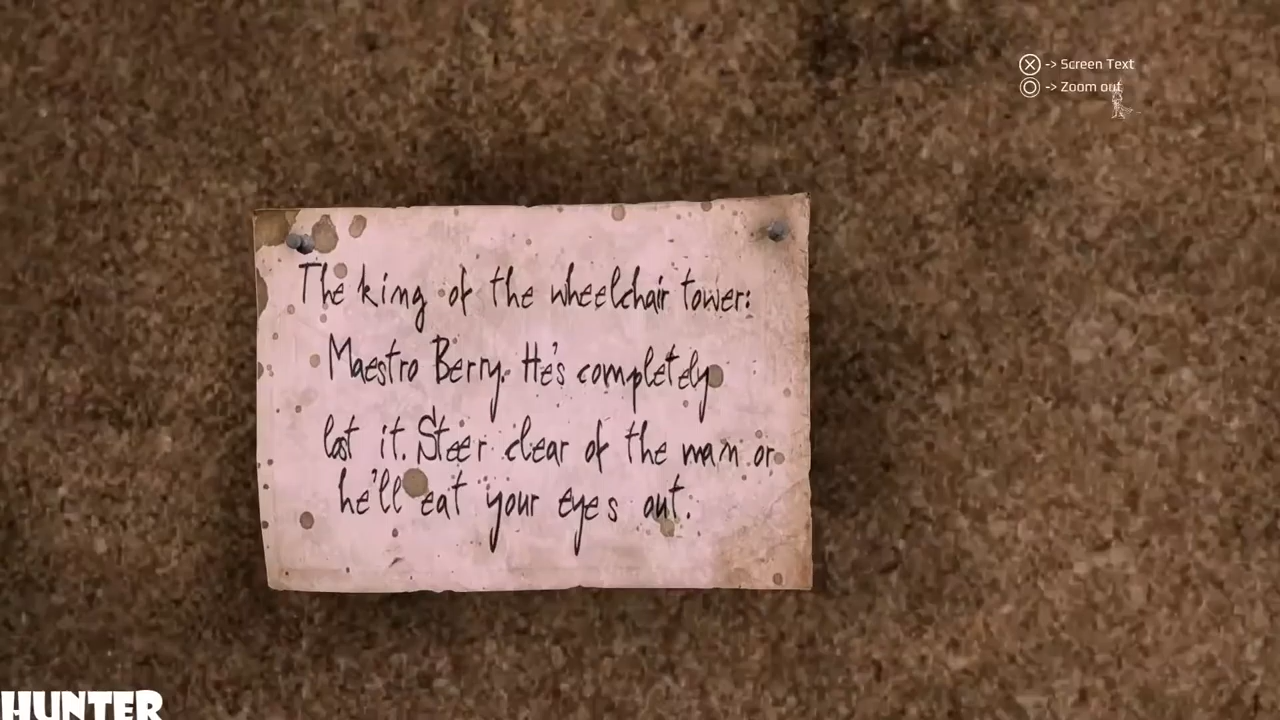 -> Screen Text
-> Zoom out
The king of the wheelchair tower:
Maestro Berry. He's completely
lost it. Steer clear of the man or
he'll eat your eyes out.
HUNTER